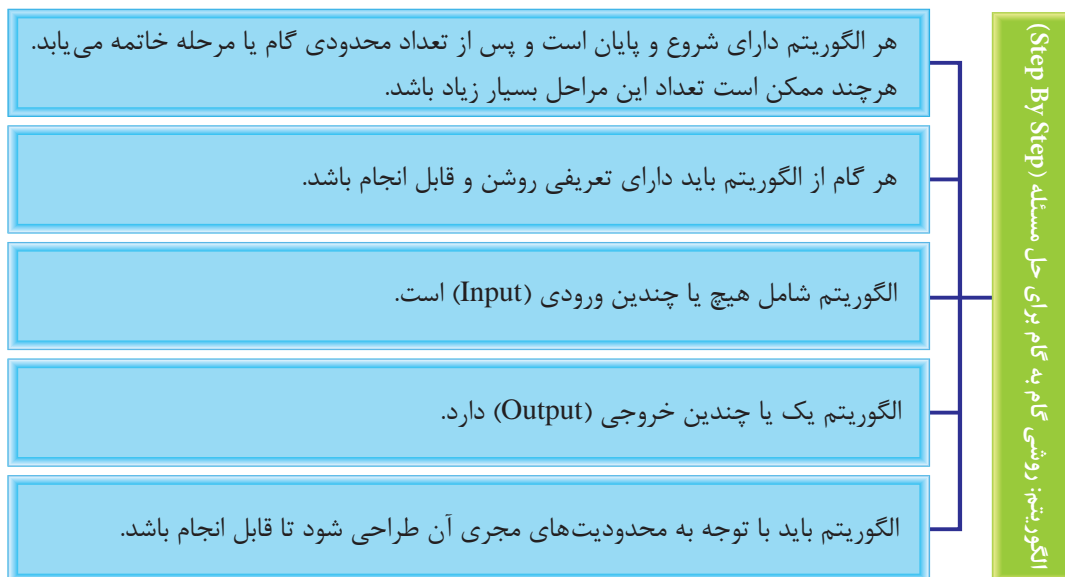 الگوریتم: روشی گام به گام برای حل مسئله (Step By Step)
هر الگوریتم دارای شروع و پایان است و پس از تعداد محدودی گام یا مرحله خاتمه می‌یابد.
هرچند ممکن است تعداد این مراحل بسیار زیاد باشد.
هر گام از الگوریتم باید دارای تعریفی روشن و قابل انجام باشد.
الگوریتم شامل هیچ یا چندین ورودی (Input) است.
الگوریتم یک یا چندین خروجی (Output) دارد.
الگوریتم باید با توجه به محدودیت‌های مجری آن طراحی شود تا قابل انجام باشد.